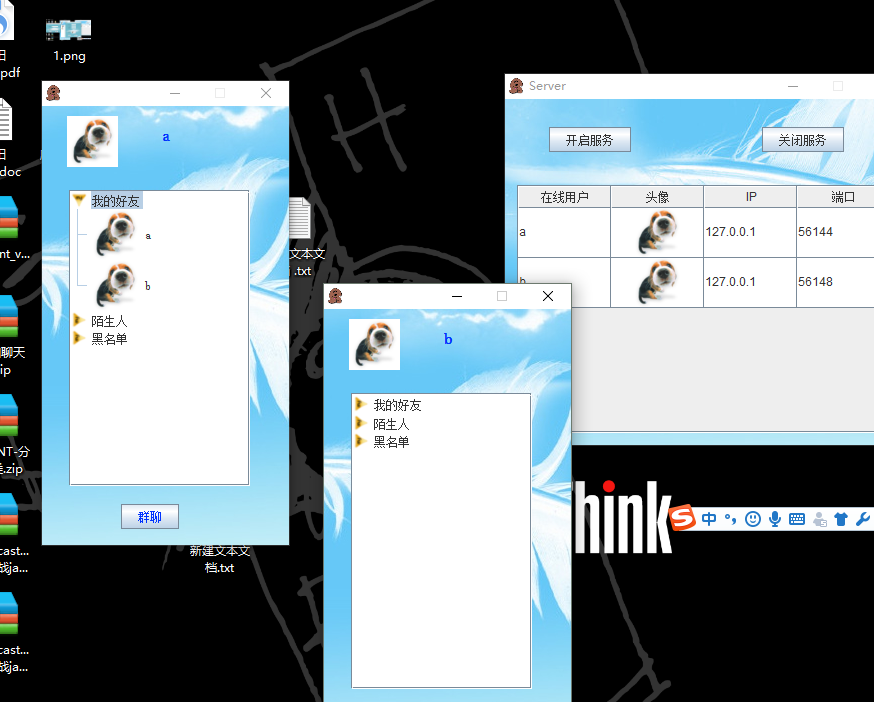 1.png
日
pdf
日
doc
nt_v...
聊天
ip
NT-分
.zip
cast...
战ja...
cast...
战ja...
a
我的好友
a
b
陌生人
黑名单
群聊
文本文
.txt
新建文本文
档.txt
b
我的好友
陌生人
黑名单
Server
开启服务
关闭服务
在线用户 头像 IP 端口
a 127.0.0.1 56144
b 127.0.0.1 56148
hink
S 中